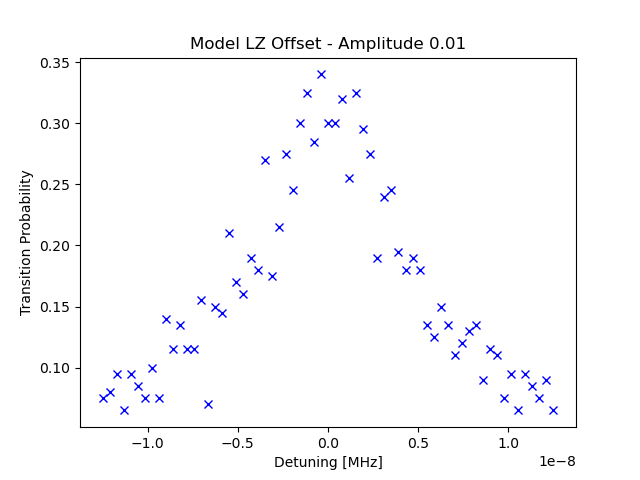 Model LZ Offset - Amplitude 0.01
0.35
0.30
0.25
0.20
0.15
0.10
Transition Probability
−1.0 −0.5 0.0 0.5 1.0
1e−8
Detuning [MHz]